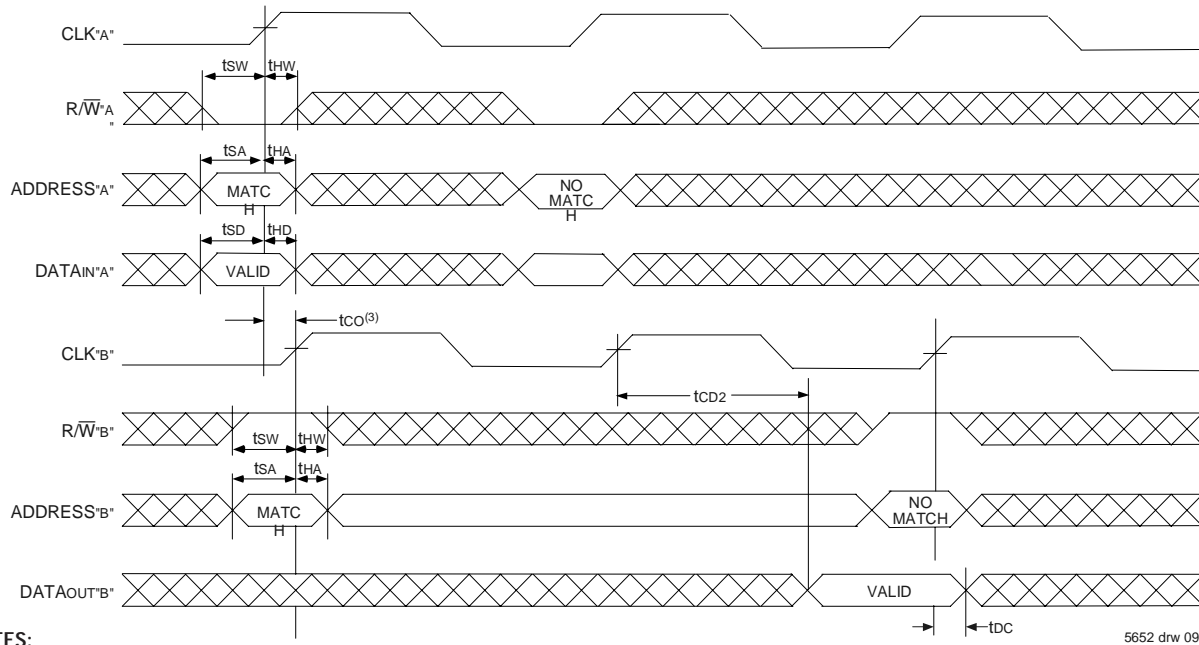 CLK"A"
tSW tHW
R/W"A
"
tSA tHA
ADDRESS"A"
MATC
H
NO
MATC
H
tSD tHD
DATAIN"A"
VALID
tCO(3)
CLK"B"
tCD2
R/W"B"
tSW tHW
tSA tHA
ADDRESS"B"
MATC
H
NO
MATCH
DATAOUT"B"
VALID
tDC
TES:
5652 drw 09